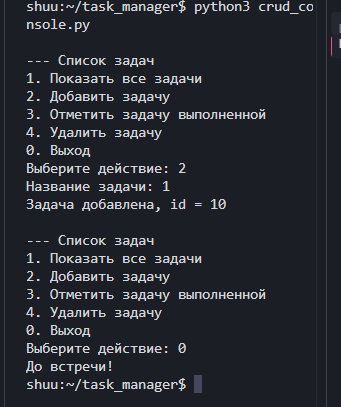 shuu:~/task_manager$ python3 crud_co
nsole.py
--- Список задач
1. Показать все задачи
2. Добавить задачу
3. Отметить задачу выполненной
4. Удалить задачу
0. Выход
Выберите действие: 2
Название задачи: 1
Задача добавлена, id = 10
--- Список задач
1. Показать все задачи
2. Добавить задачу
3. Отметить задачу выполненной
4. Удалить задачу
0. Выход
Выберите действие: 0
До встречи!
shuu:~/task_manager$